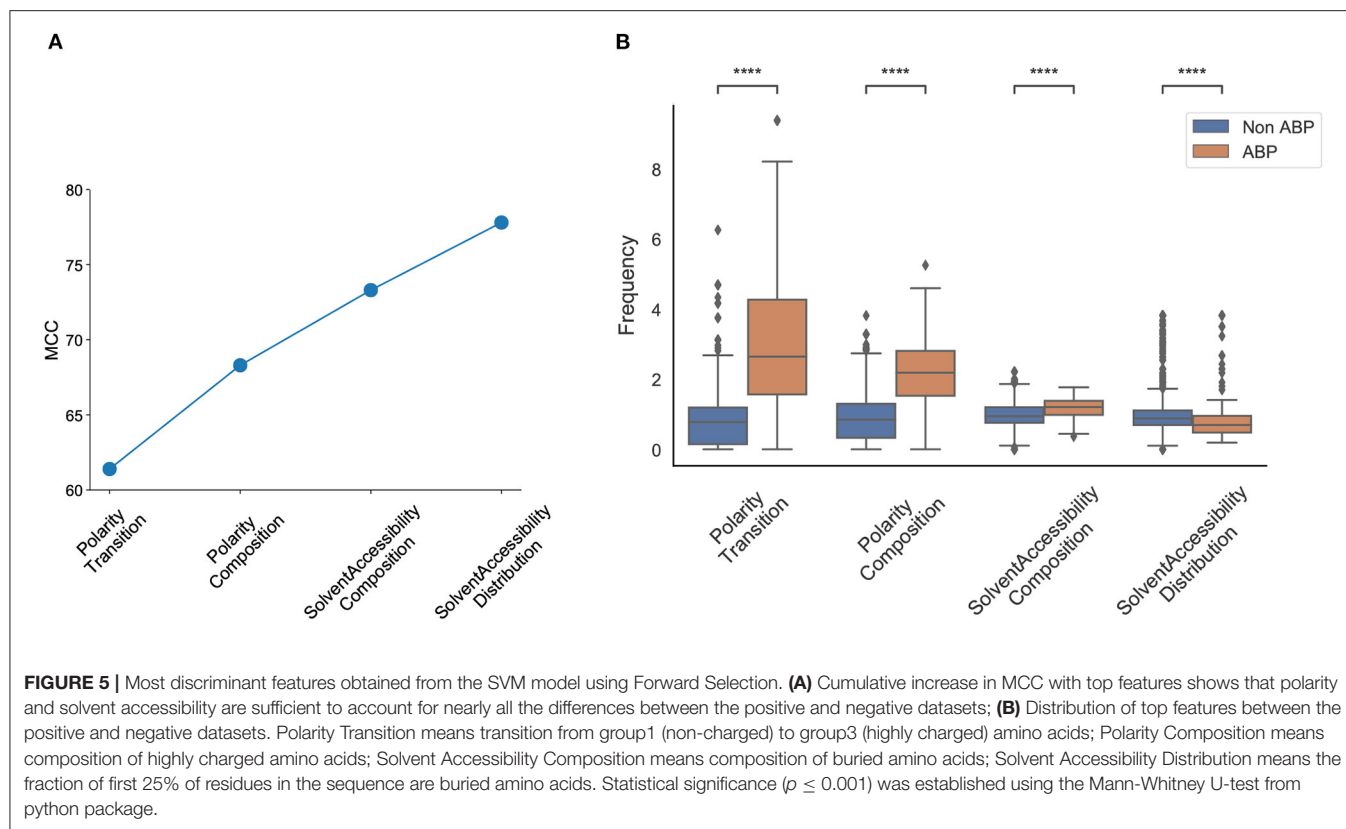 A
80
75
70
65
60
MCC
Polarity
Transition
Polarity
Composition
SolventAccessibility
Composition
SolventAccessibility
Distribution
B
****
****
****
****
Non ABP
ABP
8
6
4
2
0
Frequency
Polarity
Transition
Polarity
Composition
SolventAccessibility
Composition
SolventAccessibility
Distribution
FIGURE 5 | Most discriminant features obtained from the SVM model using Forward Selection. (A) Cumulative increase in MCC with top features shows that polarity
and solvent accessibility are sufficient to account for nearly all the differences between the positive and negative datasets; (B) Distribution of top features between the
positive and negative datasets. Polarity Transition means transition from group1 (non-charged) to group3 (highly charged) amino acids; Polarity Composition means
composition of highly charged amino acids; Solvent Accessibility Composition means composition of buried amino acids; Solvent Accessibility Distribution means the
fraction of first 25% of residues in the sequence are buried amino acids. Statistical significance (p ≤ 0.001) was established using the Mann-Whitney U-test from
python package.